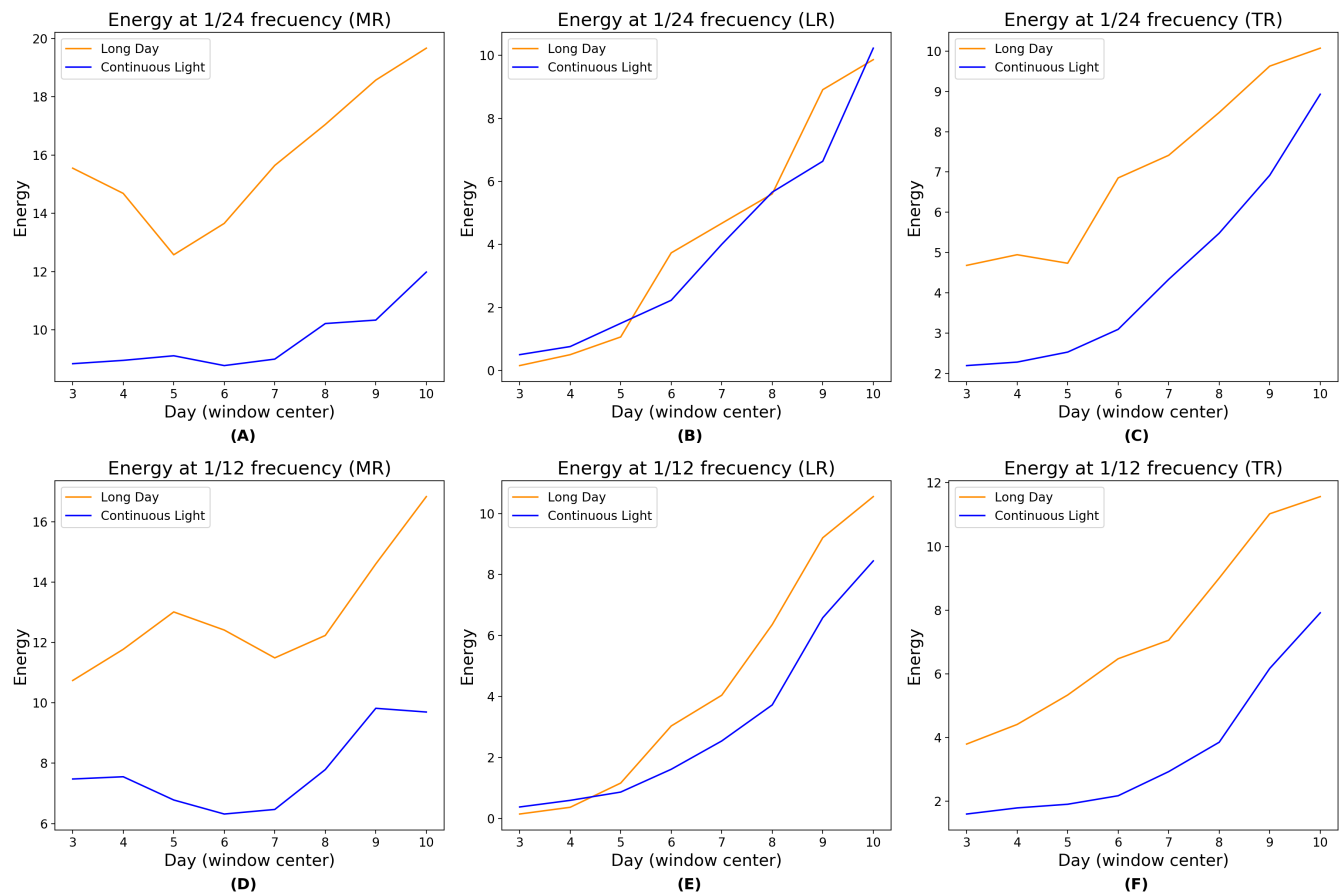 Energy at 1/24 frecuency (MR)
Long Day
Continuous Light
Energy
20
18
16
14
12
10
3 4 5 6 7 8 9 10
Day (window center)
(A)
Energy at 1/24 frecuency (LR)
Long Day
Continuous Light
Energy
10
8
6
4
2
0
3 4 5 6 7 8 9 10
Day (window center)
(B)
Energy at 1/24 frecuency (TR)
Long Day
Continuous Light
Energy
10
9
8
7
6
5
4
3
2
3 4 5 6 7 8 9 10
Day (window center)
(C)
Energy at 1/12 frecuency (MR)
Long Day
Continuous Light
Energy
16
14
12
10
8
6
3 4 5 6 7 8 9 10
Day (window center)
(D)
Energy at 1/12 frecuency (LR)
Long Day
Continuous Light
Energy
10
8
6
4
2
0
3 4 5 6 7 8 9 10
Day (window center)
(E)
Energy at 1/12 frecuency (TR)
Long Day
Continuous Light
Energy
12
10
8
6
4
2
3 4 5 6 7 8 9 10
Day (window center)
(F)